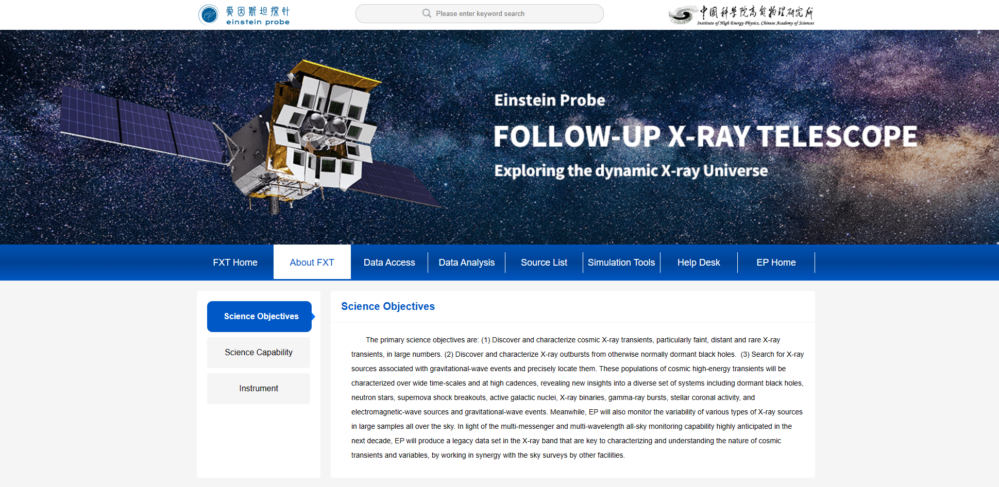 爱因斯坦探针
einstein probe
Please enter keyword search
中国科学院高能物理研究所
Institute of High Energy Physics, Chinese Academy of Sciences
Einstein Probe
FOLLOW-UP X-RAY TELESCOPE
Exploring the dynamic X-ray Universe
FXT Home
About FXT
Data Access
Data Analysis
Source List
Simulation Tools
Help Desk
EP Home
Science Objectives
Science Capability
Instrument
Science Objectives
The primary science objectives are: (1) Discover and characterize cosmic X-ray transients, particularly faint, distant and rare X-ray
transients, in large numbers. (2) Discover and characterize X-ray outbursts from otherwise normally dormant black holes.  (3) Search for X-ray
sources associated with gravitational-wave events and precisely locate them. These populations of cosmic high-energy transients will be
characterized over wide time-scales and at high cadences, revealing new insights into a diverse set of systems including dormant black holes,
neutron stars, supernova shock breakouts, active galactic nuclei, X-ray binaries, gamma-ray bursts, stellar coronal activity, and
electromagnetic-wave sources and gravitational-wave events. Meanwhile, EP will also monitor the variability of various types of X-ray sources
in large samples all over the sky. In light of the multi-messenger and multi-wavelength all-sky monitoring capability highly anticipated in the
next decade, EP will produce a legacy data set in the X-ray band that are key to characterizing and understanding the nature of cosmic
transients and variables, by working in synergy with the sky surveys by other facilities.